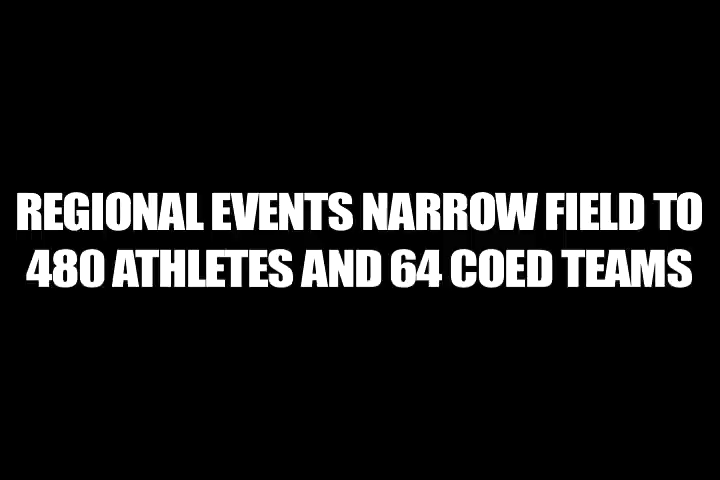 REGIONAL EVENTS NARROW FIELD TO
480 ATHLETES AND 64 COED TEAMS